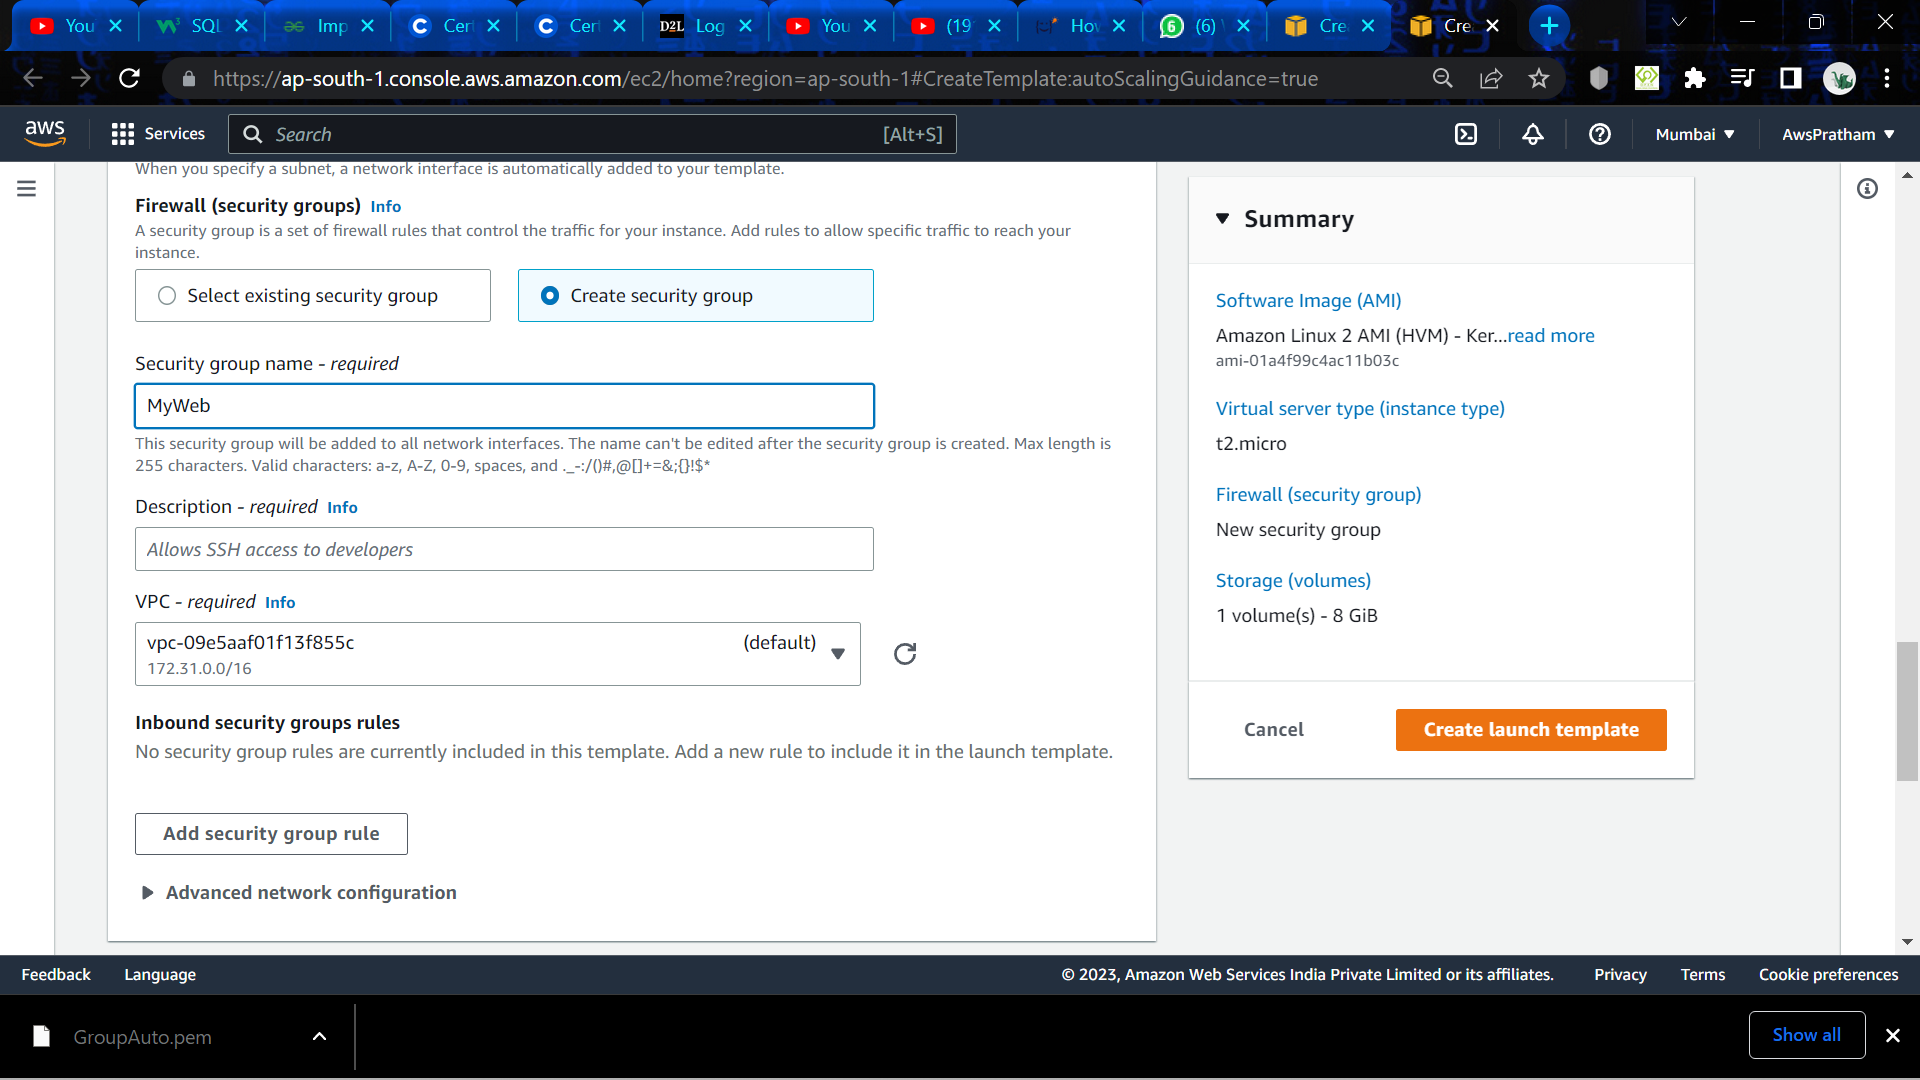 You
SQL
Imp
Cer
Cer
D2L Log
You
(19
How
(6)
Cre
Cre
https://ap-south-1.console.aws.amazon.com/ec2/home?region=ap-south-1#CreateTemplate:autoScalingGuidance=true
aws
Services
Search
[Alt+S]
Mumbai
AwsPratham
When you specify a subnet, a network interface is automatically added to your template.
Firewall (security groups) Info
A security group is a set of firewall rules that control the traffic for your instance. Add rules to allow specific traffic to reach your
instance.
Select existing security group
Create security group
Security group name - required
MyWeb
This security group will be added to all network interfaces. The name can't be edited after the security group is created. Max length is
255 characters. Valid characters: a-z, A-Z, 0-9, spaces, and ._-:/()#,@[]+=&;{}!$*
Description - required Info
Allows SSH access to developers
VPC - required Info
vpc-09e5aaf01f13f855c (default)
172.31.0.0/16
Inbound security groups rules
No security group rules are currently included in this template. Add a new rule to include it in the launch template.
Add security group rule
Advanced network configuration
Summary
Software Image (AMI)
Amazon Linux 2 AMI (HVM) - Ker...read more
ami-01a4f99c4ac11b03c
Virtual server type (instance type)
t2.micro
Firewall (security group)
New security group
Storage (volumes)
1 volume(s) - 8 GiB
Cancel
Create launch template
Feedback
Language
© 2023, Amazon Web Services India Private Limited or its affiliates.
Privacy
Terms
Cookie preferences
GroupAuto.pem
Show all